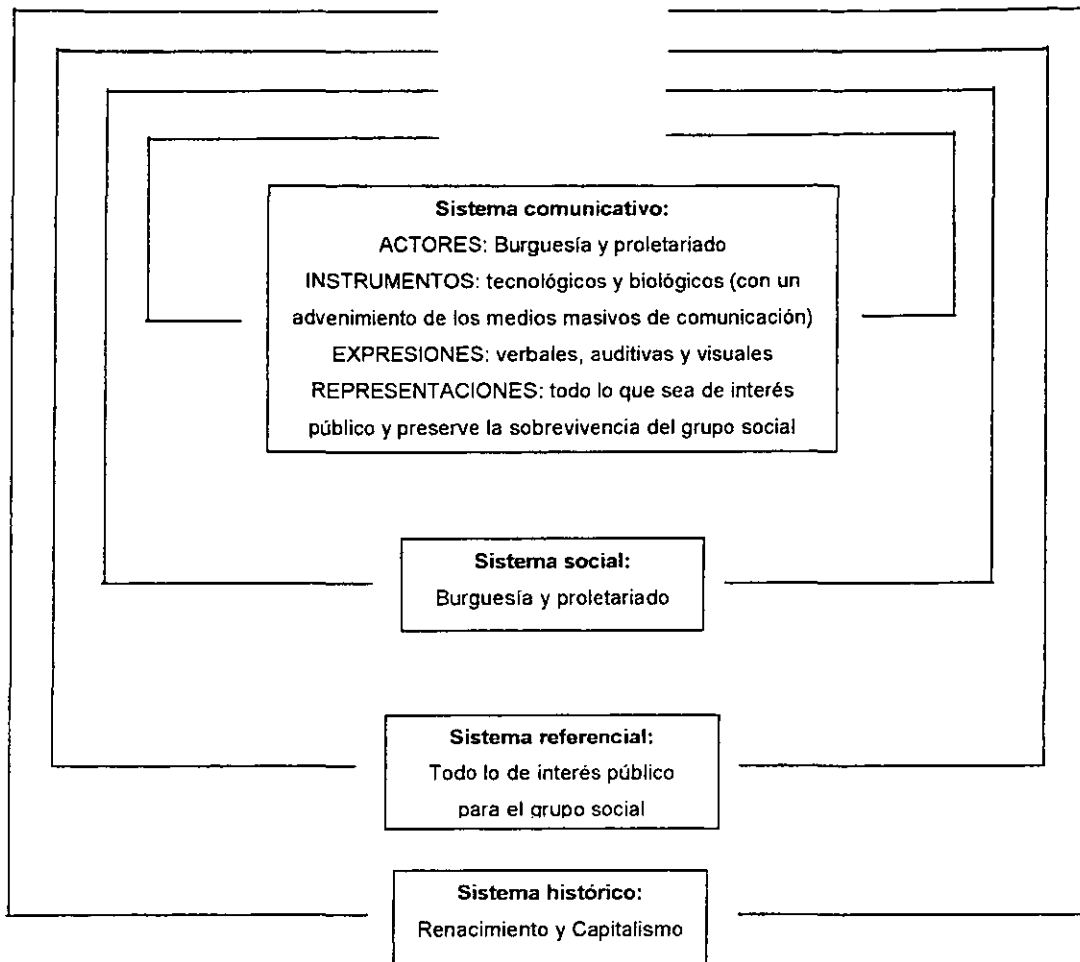 Sistema comunicativo:
ACTORES: Burguesía y proletariado
INSTRUMENTOS: tecnológicos y biológicos (con un
advenimiento de los medios masivos de comunicación)
EXPRESIONES: verbales, auditivas y visuales
REPRESENTACIONES: todo lo que sea de interés
público y preserve la sobrevivencia del grupo social
Sistema social:
Burguesía y proletariado
Sistema referencial:
Todo lo de interés público
para el grupo social
Sistema histórico:
Renacimiento y Capitalismo